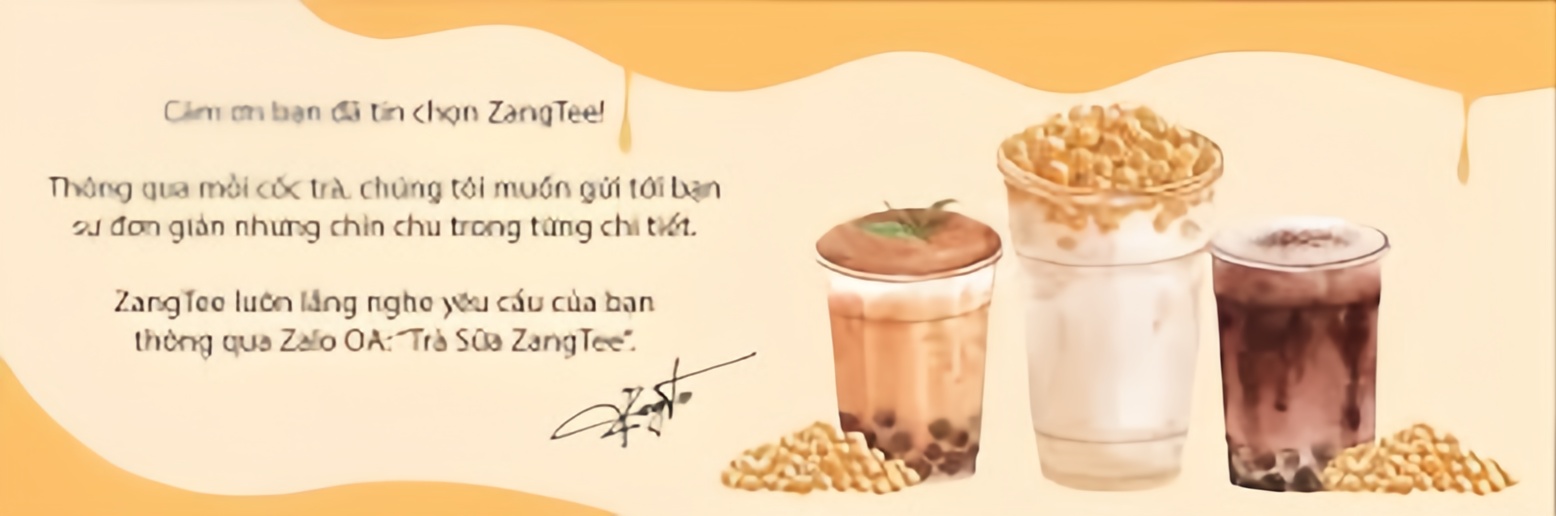 Cảm ơn bạn đã tin chọn ZangTee!
Thông qua mỗi cốc trà, chúng tôi muốn gửi tới bạn
sự đơn giản nhưng chỉn chu trong từng chi tiết.
ZangTee luôn lắng nghe yêu cầu của bạn
thông qua Zalo OA: "Trà Sữa ZangTee".
ZangTee